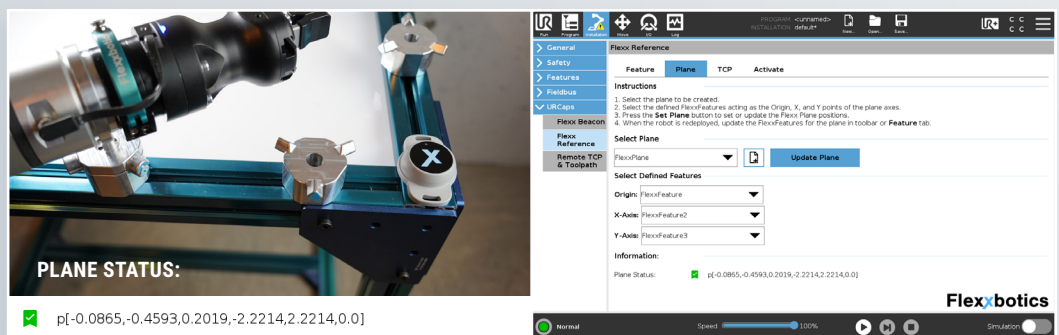 Flexxbotics
X
PLANE STATUS:
p[-0.0865,-0.4593,0.2019,-2.2214,2.2214,0.0]
Run
Program
Installation
Move
I/O
Log
PROGRAM <unnamed>
INSTALLATION default*
New...
Open...
Save...
UR+
C C
C C
General
Safety
Features
Fieldbus
URCaps
Flexx Beacon
Flexx
Reference
Remote TCP
& Toolpath
Flexx Reference
Feature Plane TCP Activate
Instructions
1. Select the plane to be created.
2. Select the defined FlexxFeatures acting as the Origin, X, and Y points of the plane axes.
3. Press the Set Plane button to set or update the Flexx Plane positions.
4. When the robot is redeployed, update the FlexxFeatures for the plane in toolbar or Feature tab.
Select Plane
FlexxPlane
Update Plane
Select Defined Features
Origin: FlexxFeature
X-Axis: FlexxFeature2
Y-Axis: FlexxFeature3
Information:
Plane Status: p[-0.0865,-0.4593,0.2019,-2.2214,2.2214,0.0]
Flexxbotics
Normal
Speed 100%
Simulation